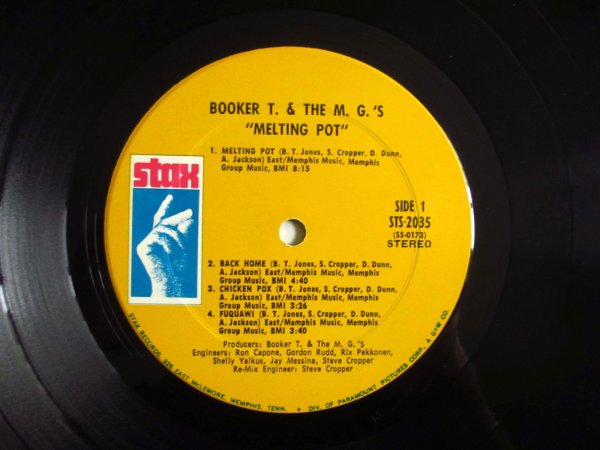 BOOKER T. & THE M. G.'S
"MELTING POT"
1. MELTING POT (B. T. Jones, S. Cropper, D. Dunn,
A. Jackson) East/Memphis Music, Memphis
Group Music, BMI 8:15
stax
SIDE 1
STS-2035
(SS-0173)
STEREO
2. BACK HOME (B. T. Jones, S. Cropper, D. Dunn,
A. Jackson) East/Memphis Music, Memphis
Group Music, BMI 4:40
3. CHICKEN POX (B. T. Jones, S. Cropper, D. Dunn,
A. Jackson) East/Memphis Music, Memphis
Group Music, BMI 3:26
4. FUQUAWI (B. T. Jones, S. Cropper, D. Dunn,
A. Jackson) East/Memphis Music, Memphis
Group Music, BMI 3:40
Producers: Booker T. & The M. G.'s
Engineers: Ron Capone, Gordon Rudd, Rix Pekkonen,
Shelly Yalkus, Jay Messina, Steve Cropper
Re-Mix Engineer: Steve Cropper
STAX RECORDS, 926 EAST McLEMORE, MEMPHIS, TENN. • DIV OF PARAMOUNT PICTURES CORP. A G+W CO.